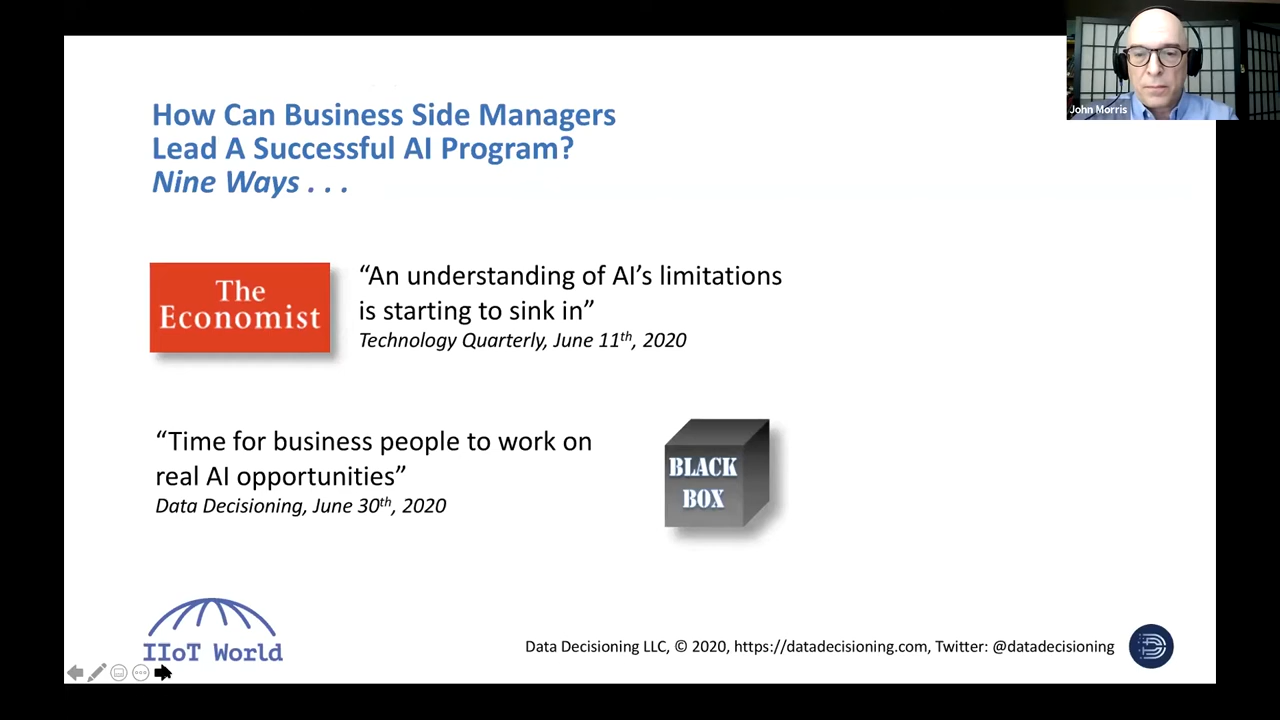 John Morris
How Can Business Side Managers
Lead A Successful AI Program?
Nine Ways . . .
The
Economist
“An understanding of AI’s limitations
is starting to sink in”
Technology Quarterly, June 11th, 2020
“Time for business people to work on
real AI opportunities”
Data Decisioning, June 30th, 2020
BLACK
BOX
IIoT World
Data Decisioning LLC, © 2020, https://datadecisioning.com, Twitter: @datadecisioning